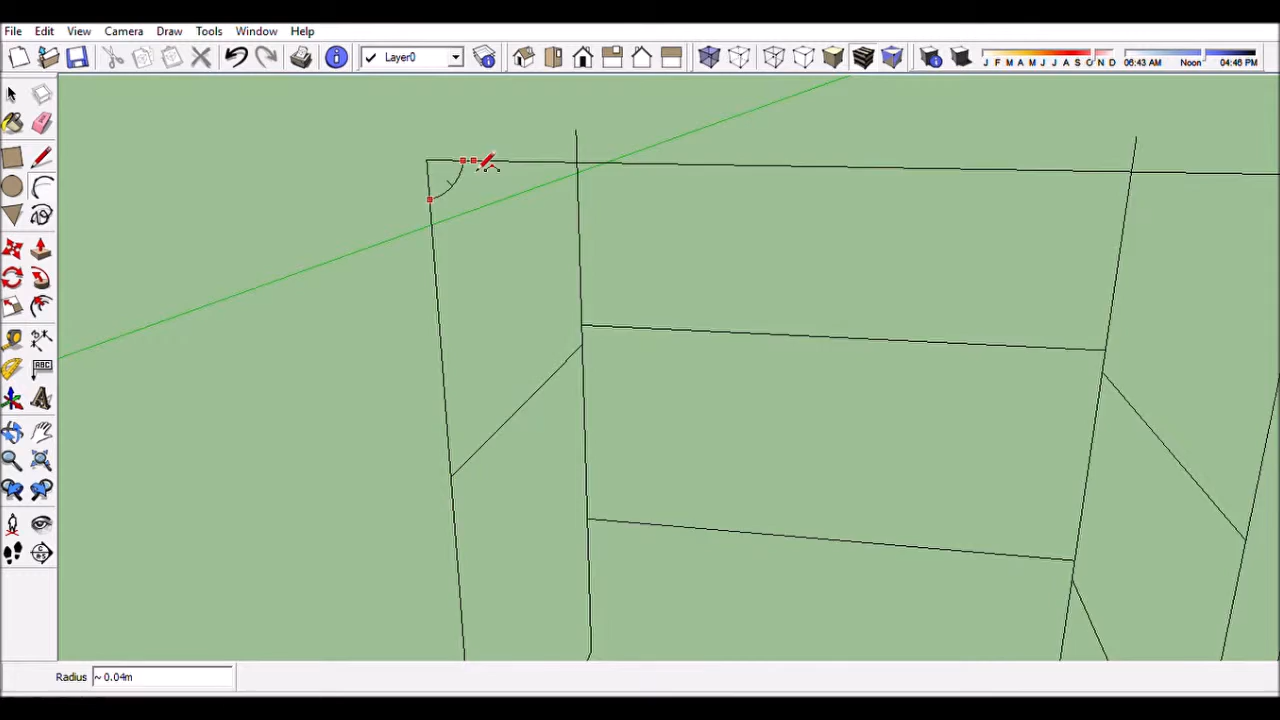 File Edit View Camera Draw Tools Window Help
Layer0
J F M A M J J A S O N D 06:43 AM Noon 04:46 PM
ABC
Radius ~ 0.04m